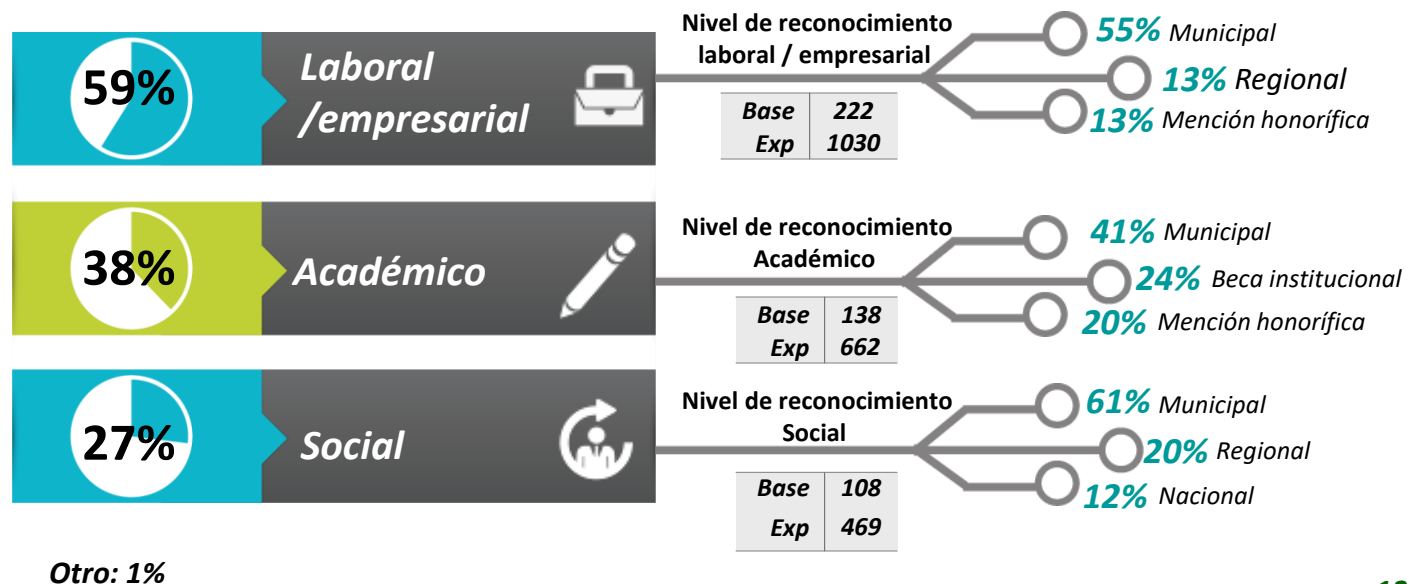 59%
Laboral
/empresarial
Nivel de reconocimiento
laboral / empresarial
Base 222
Exp 1030
55% Municipal
13% Regional
13% Mención honorífica
38%
Académico
Nivel de reconocimiento
Académico
Base 138
Exp 662
41% Municipal
24% Beca institucional
20% Mención honorífica
27%
Social
Nivel de reconocimiento
Social
Base 108
Exp 469
61% Municipal
20% Regional
12% Nacional
Otro: 1%